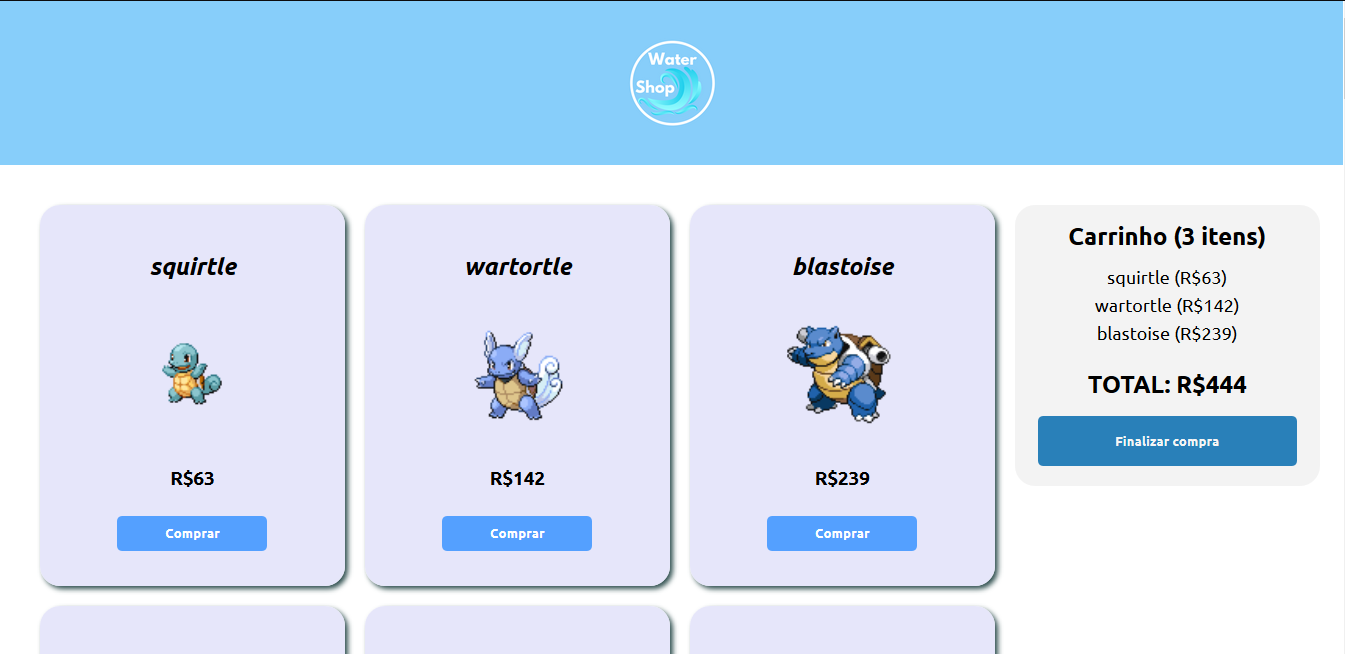 Water
Shop
squirtle
R$63
Comprar
wartortle
R$142
Comprar
blastoise
R$239
Comprar
Carrinho (3 itens)
squirtle (R$63)
wartortle (R$142)
blastoise (R$239)
TOTAL: R$444
Finalizar compra